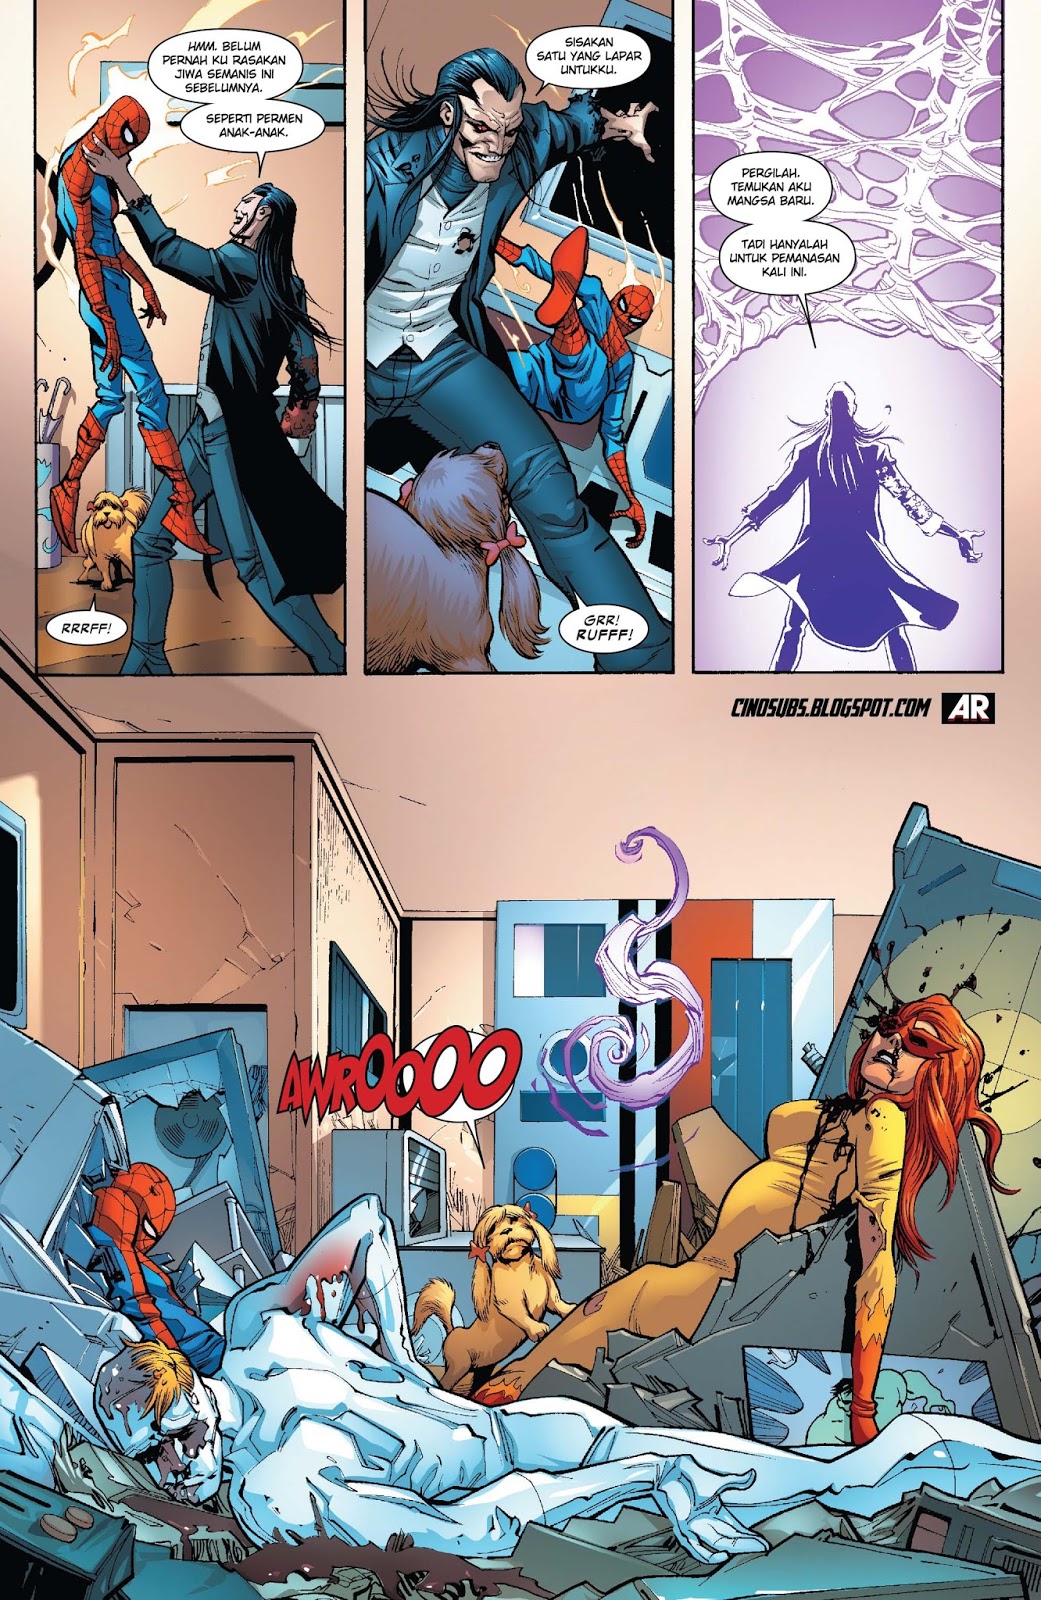 HMM. BELUM
PERNAH KU RASAKAN
JIWA SEMANIS INI
SEBELUMNYA.
SEPERTI PERMEN
ANAK-ANAK.
RRRFF!
SISAKAN
SATU YANG LAPAR
UNTUKKU.
GRR!
RUFFF!
PERGILAH.
TEMUKAN AKU
MANGSA BARU.
TADI HANYALAH
UNTUK PEMANASAN
KALI INI.
CINOSUBS.BLOGSPOT.COM AR
AWROOOOO